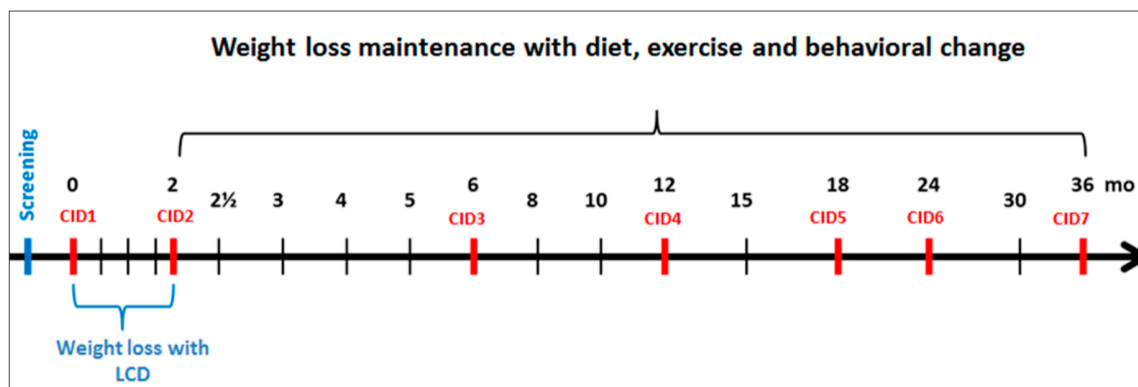 Weight loss maintenance with diet, exercise and behavioral change
Screening
0 2 2½ 3 4 5 6 8 10 12 15 18 24 30 36 mo
CID1 CID2 CID3 CID4 CID5 CID6 CID7
Weight loss with
LCD